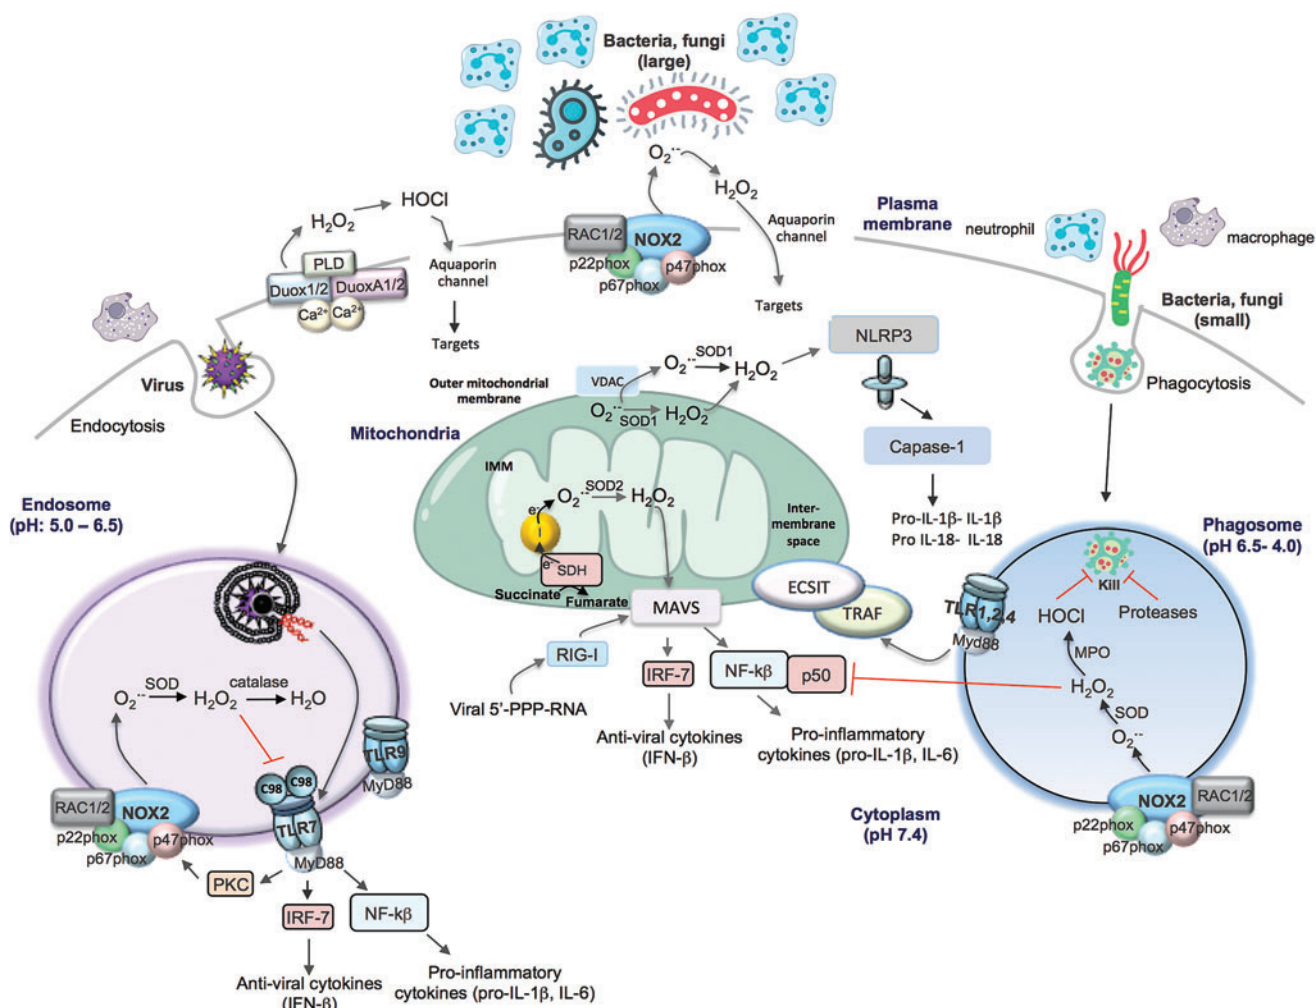 Bacteria, fungi
(large)
O2··
H2O2
HOCl
H2O2
RAC1/2
NOX2
p22phox
p47phox
p67phox
Aquaporin
channel
Targets
Plasma
membrane
neutrophil
macrophage
Bacteria, fungi
(small)
Phagocytosis
PLD
Duox1/2
DuoxA1/2
Ca2+
Ca2+
Aquaporin
channel
Targets
Virus
Endocytosis
Outer mitochondrial
membrane
VDAC
O2··
SOD1
H2O2
O2··
SOD1
H2O2
NLRP3
Capase-1
Pro-IL-1β- IL-1β
Pro IL-18- IL-18
Mitochondria
IMM
O2··
SOD2
H2O2
e-
I
e-
SDH
Succinate
Fumarate
Inter-
membrane
space
MAVS
ECSIT
TRAF
RIG-I
Viral 5'-PPP-RNA
IRF-7
NF-kβ
p50
Anti-viral cytokines
(IFN-β)
Pro-inflammatory
cytokines (pro-IL-1β, IL-6)
Endosome
(pH: 5.0 – 6.5)
O2··
SOD
H2O2
catalase
H2O
TLR9
MyD88
C98
C98
TLR7
MyD88
RAC1/2
NOX2
p22phox
p47phox
p67phox
PKC
IRF-7
NF-kβ
Anti-viral cytokines
(IFN-β)
Pro-inflammatory
cytokines (pro-IL-1β, IL-6)
Cytoplasm
(pH 7.4)
Phagosome
(pH 6.5- 4.0)
Kill
HOCl
Proteases
MPO
H2O2
SOD
O2··
TLR1,2,4
Myd88
NOX2
RAC1/2
p22phox
p47phox
p67phox